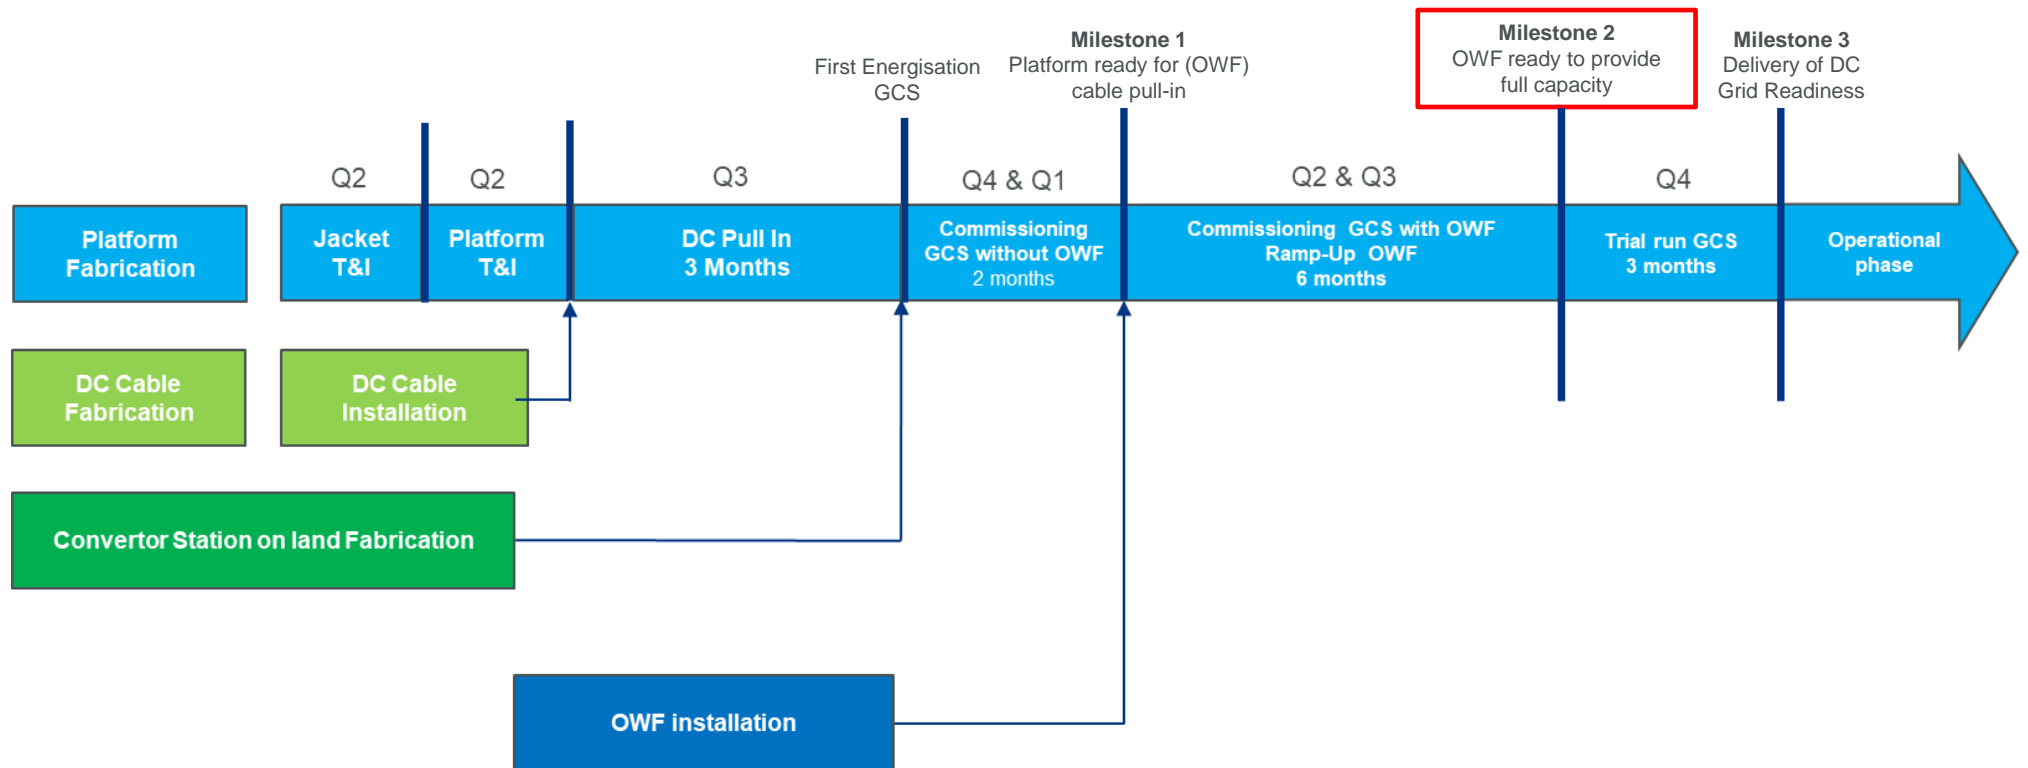 First Energisation
GCS
Milestone 1
Platform ready for (OWF)
cable pull-in
Milestone 2
OWF ready to provide
full capacity
Milestone 3
Delivery of DC
Grid Readiness
Q2
Q2
Q3
Q4 & Q1
Q2 & Q3
Q4
Platform
Fabrication
Jacket
T&I
Platform
T&I
DC Pull In
3 Months
Commissioning
GCS without OWF
2 months
Commissioning GCS with OWF
Ramp-Up OWF
6 months
Trial run GCS
3 months
Operational
phase
DC Cable
Fabrication
DC Cable
Installation
Convertor Station on land Fabrication
OWF installation